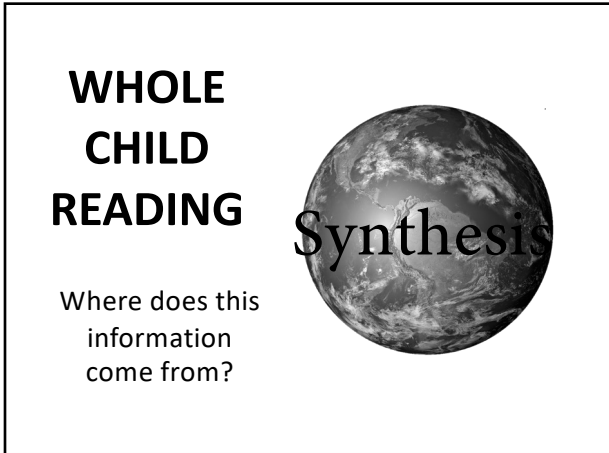 WHOLE
CHILD
READING
Synthesis
Where does this
information
come from?